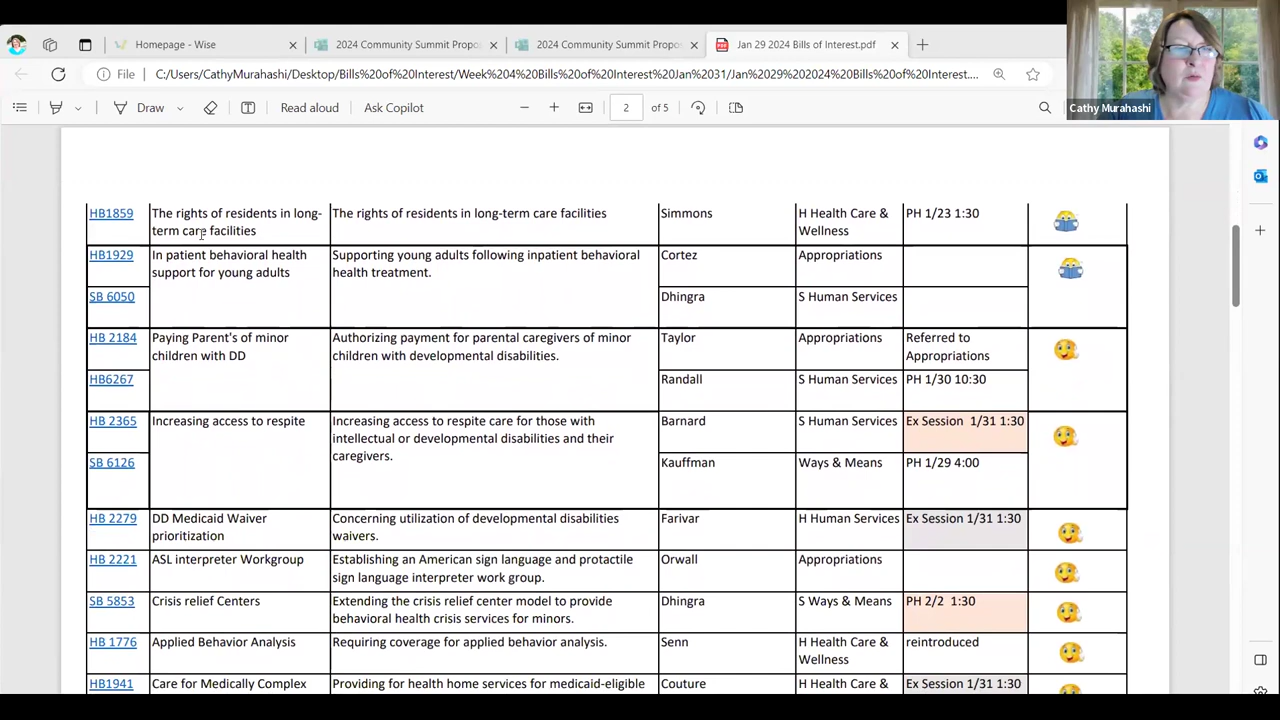 Homepage - Wise
2024 Community Summit Propo
2024 Community Summit Propo
Jan 29 2024 Bills of Interest.pdf
File
C:/Users/CathyMurahashi/Desktop/Bills%20of%20Interest/Week%204%20Bills%20of%20Interest%20Jan%2031/Jan%2029%202024%20Bills%20of%20Interest....
Draw
Read aloud
Ask Copilot
2
of 5
Cathy Murahashi
HB1859
The rights of residents in long-
term care facilities
The rights of residents in long-term care facilities
Simmons
H Health Care &
Wellness
PH 1/23 1:30
HB1929
In patient behavioral health
support for young adults
Supporting young adults following inpatient behavioral
health treatment.
Cortez
Appropriations
SB 6050
Dhingra
S Human Services
HB 2184
Paying Parent's of minor
children with DD
Authorizing payment for parental caregivers of minor
children with developmental disabilities.
Taylor
Appropriations
Referred to
Appropriations
HB6267
Randall
S Human Services
PH 1/30 10:30
HB 2365
Increasing access to respite
Increasing access to respite care for those with
intellectual or developmental disabilities and their
caregivers.
Barnard
S Human Services
Ex Session 1/31 1:30
SB 6126
Kauffman
Ways & Means
PH 1/29 4:00
HB 2279
DD Medicaid Waiver
prioritization
Concerning utilization of developmental disabilities
waivers.
Farivar
H Human Services
Ex Session 1/31 1:30
HB 2221
ASL interpreter Workgroup
Establishing an American sign language and protactile
sign language interpreter work group.
Orwall
Appropriations
SB 5853
Crisis relief Centers
Extending the crisis relief center model to provide
behavioral health crisis services for minors.
Dhingra
S Ways & Means
PH 2/2 1:30
HB 1776
Applied Behavior Analysis
Requiring coverage for applied behavior analysis.
Senn
H Health Care &
Wellness
reintroduced
HB1941
Care for Medically Complex
Providing for health home services for medicaid-eligible
Couture
H Health Care &
Ex Session 1/31 1:30